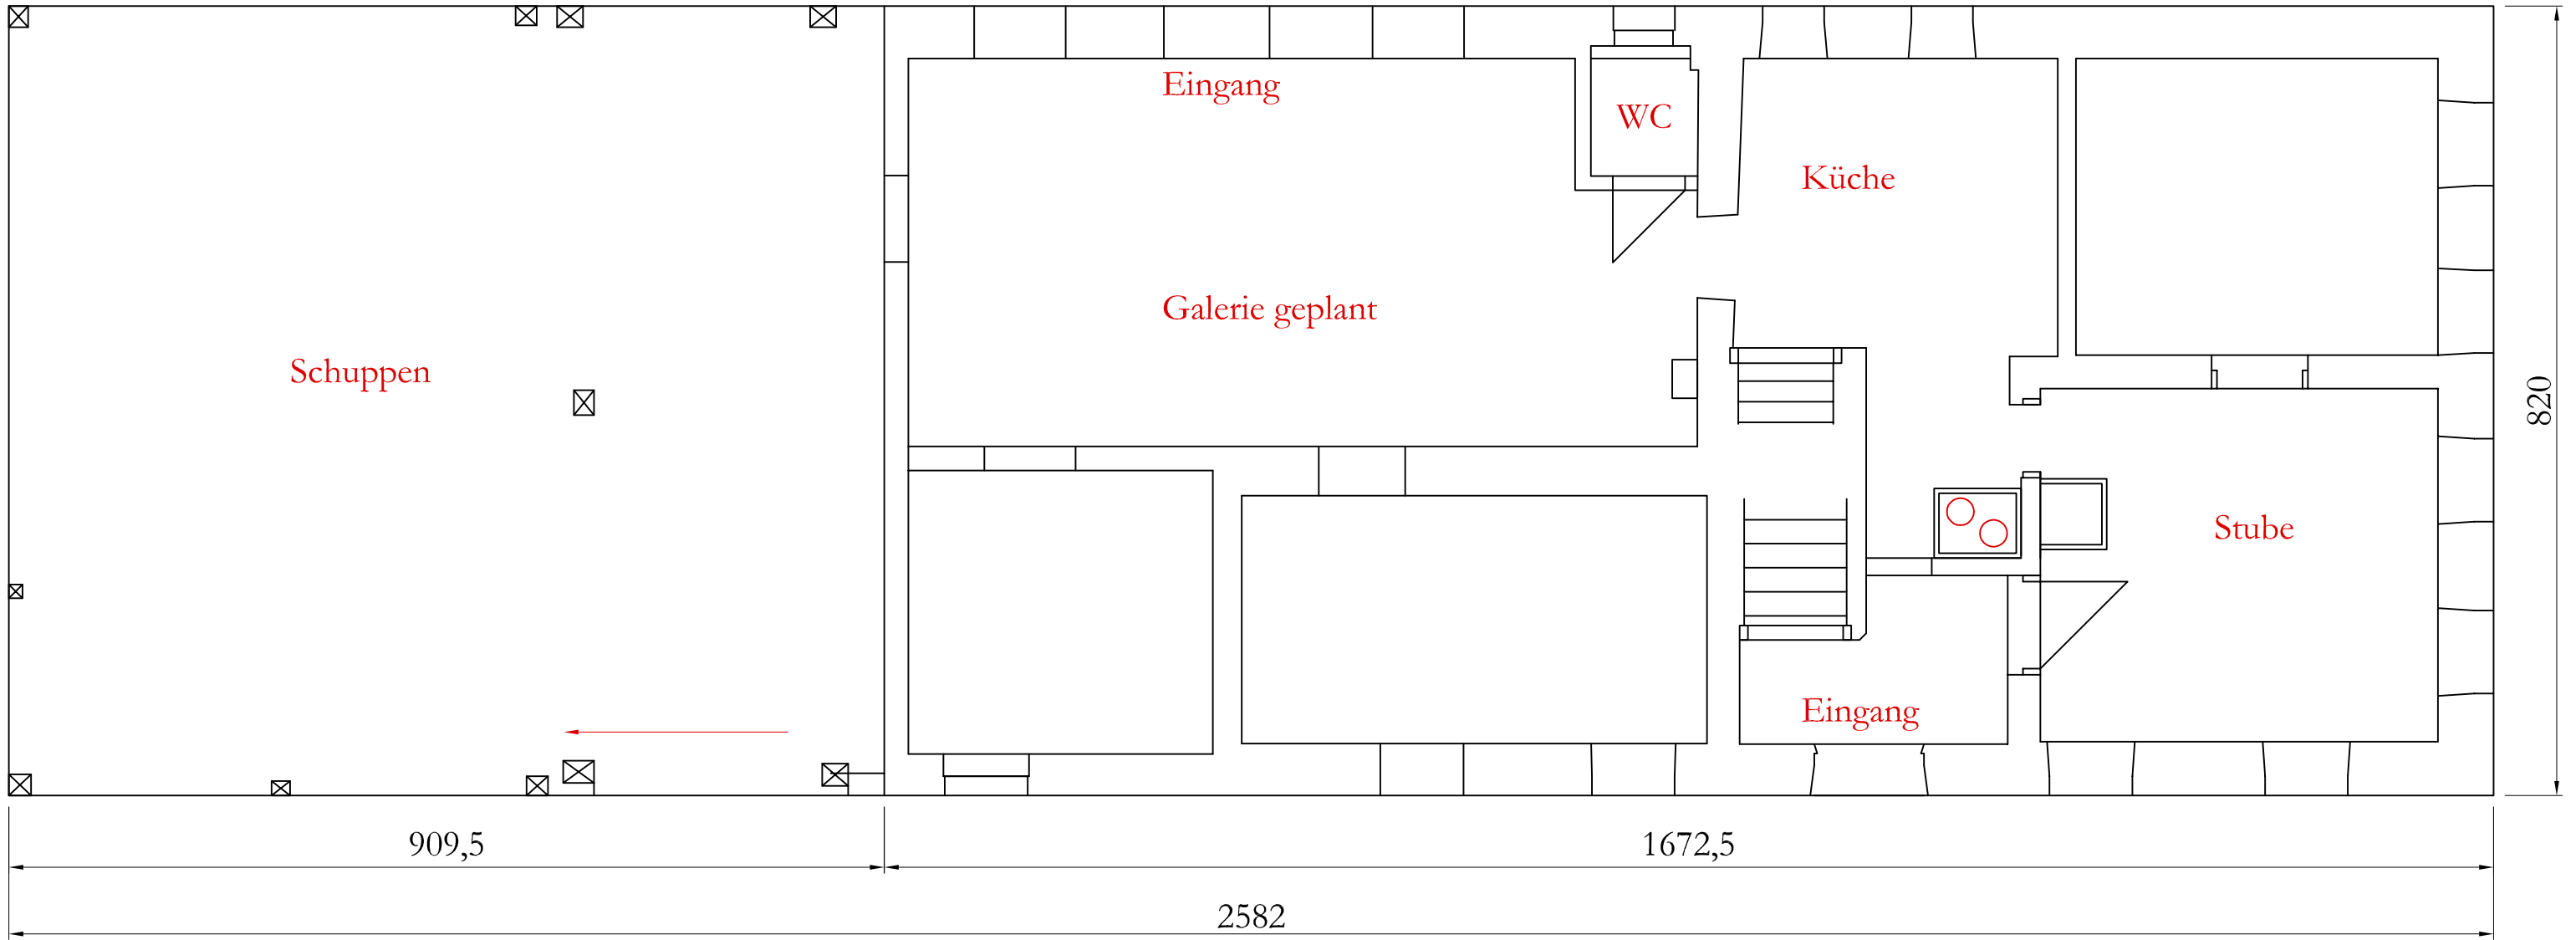 Eingang
WC
Küche
Galerie geplant
Schuppen
820
Stube
Eingang
909,5
1672,5
2582